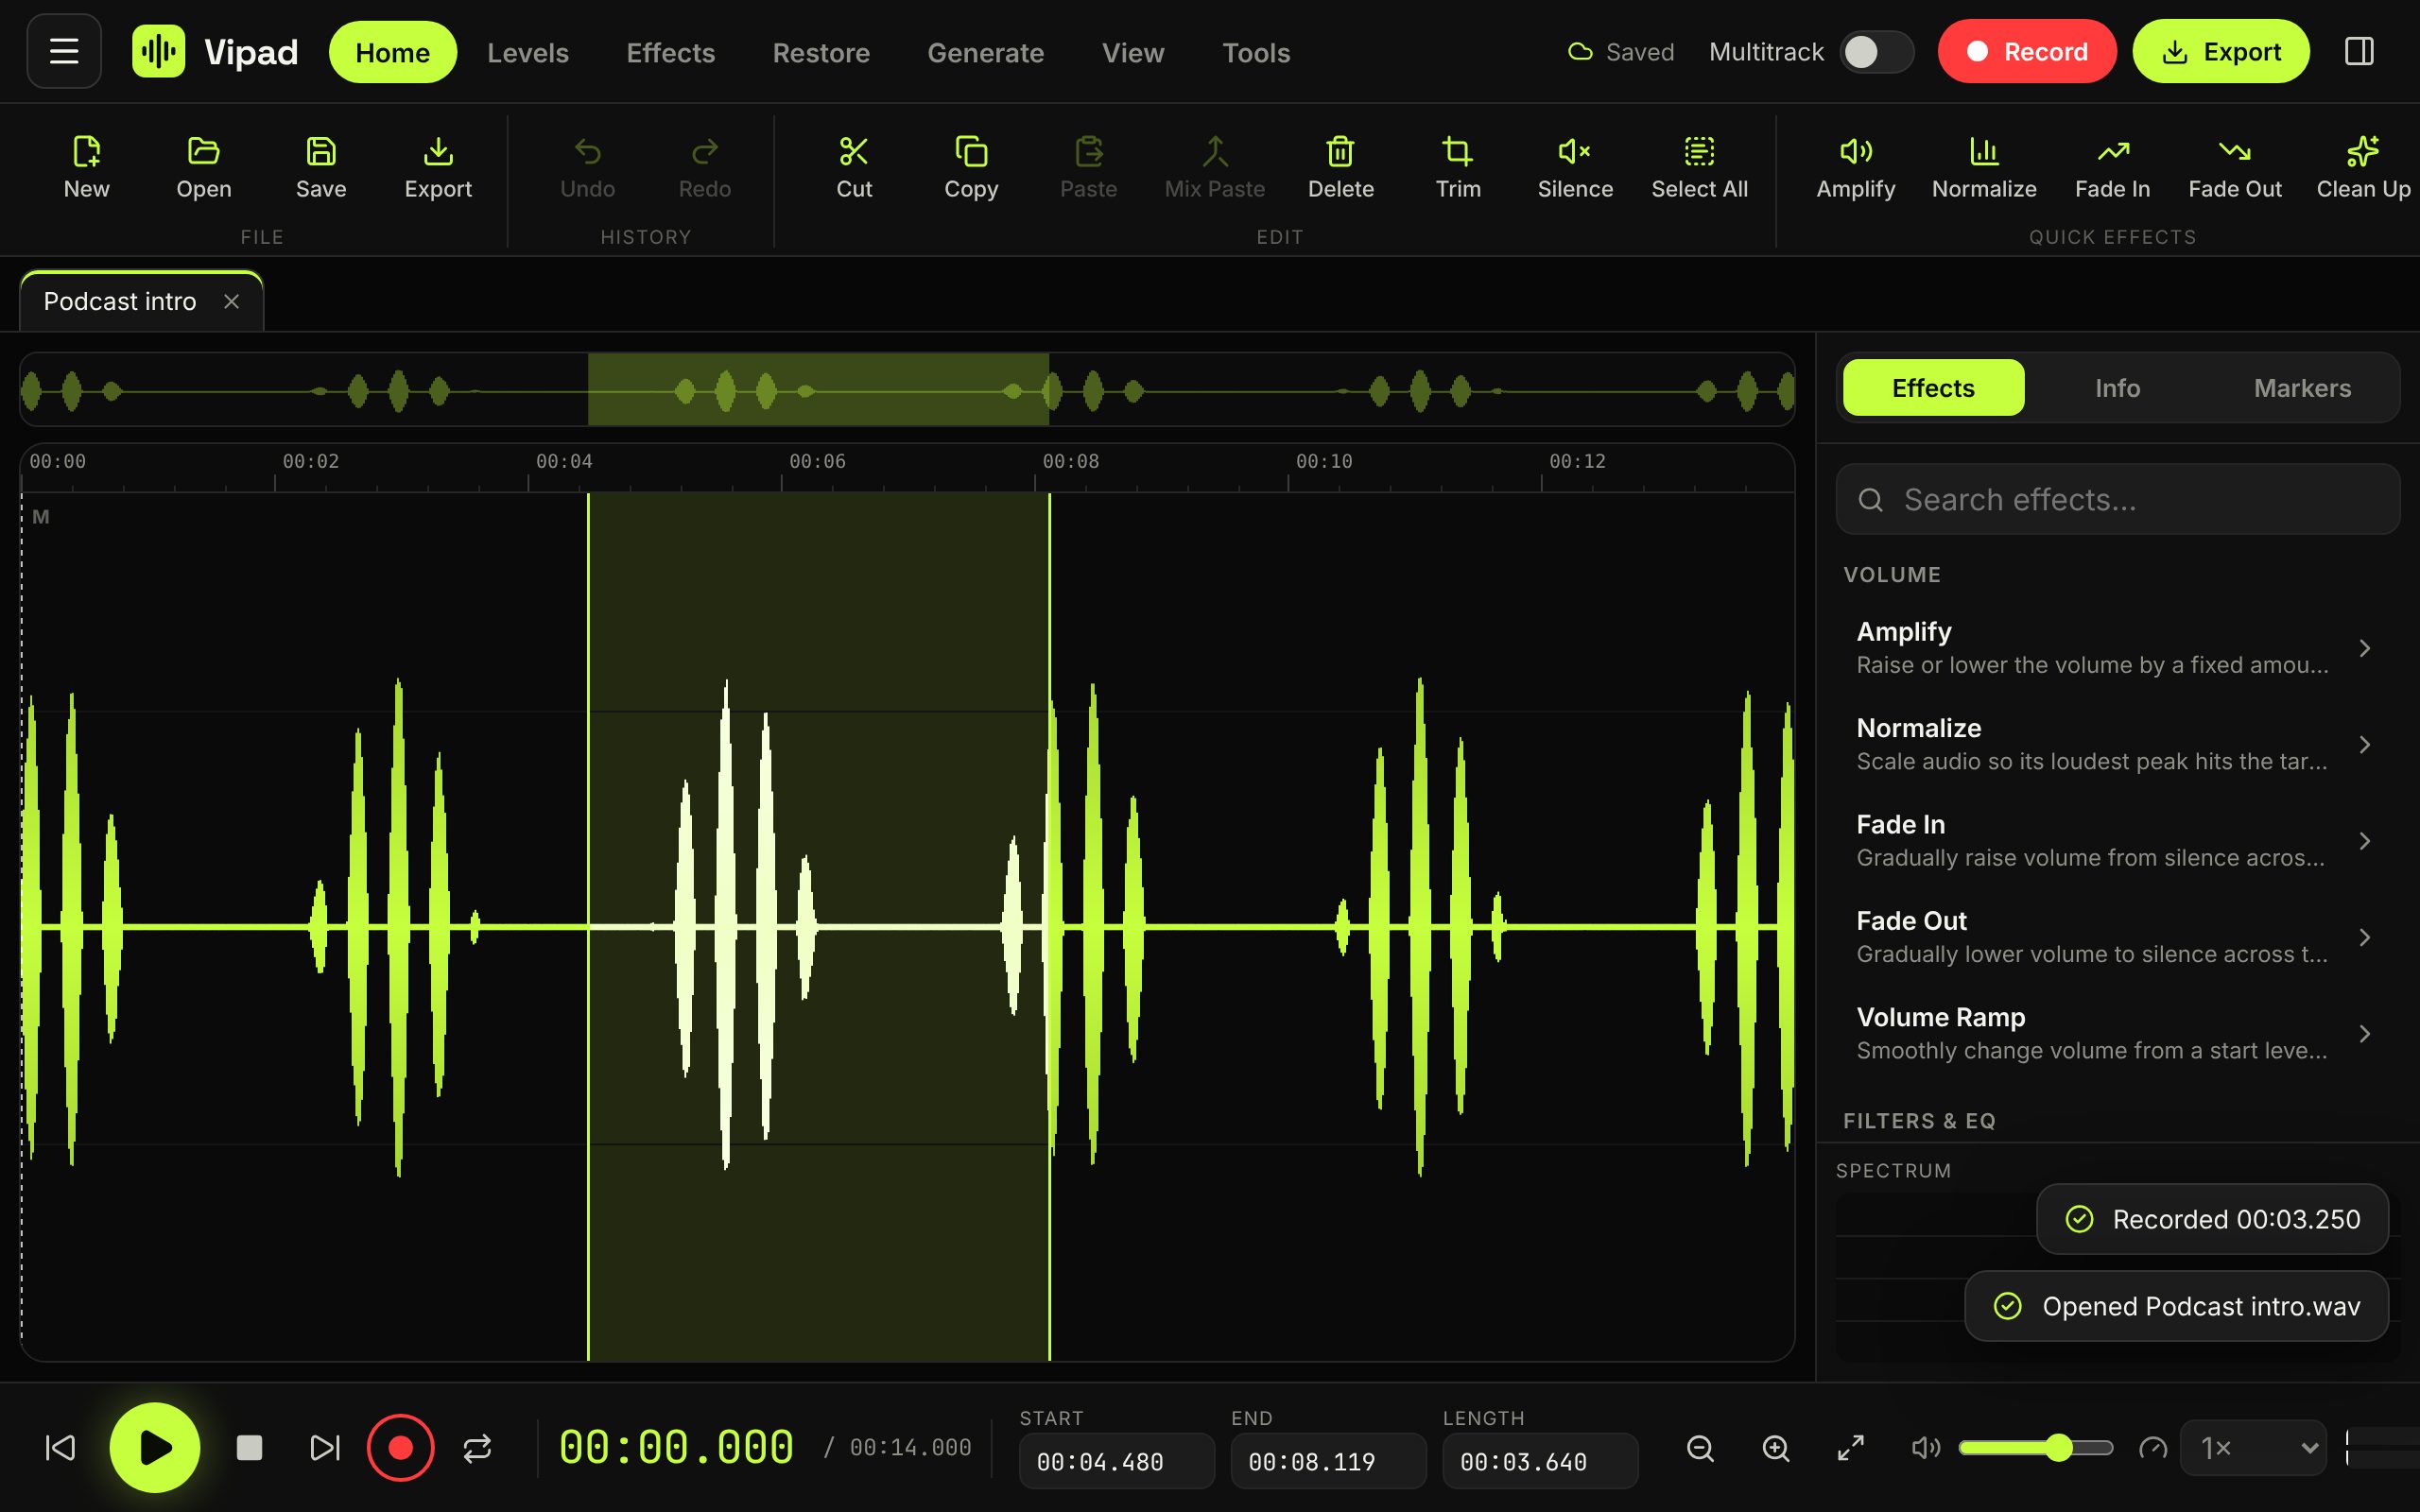 Vipad
Home Levels Effects Restore Generate View Tools
Saved Multitrack Record Export
New Open Save Export
FILE
Undo Redo
HISTORY
Cut Copy Paste Mix Paste Delete Trim Silence Select All
EDIT
Amplify Normalize Fade In Fade Out Clean Up
QUICK EFFECTS
Podcast intro
00:00 00:02 00:04 00:06 00:08 00:10 00:12
M
Effects Info Markers
Search effects...
VOLUME
Amplify
Raise or lower the volume by a fixed amou...
Normalize
Scale audio so its loudest peak hits the tar...
Fade In
Gradually raise volume from silence acros...
Fade Out
Gradually lower volume to silence across t...
Volume Ramp
Smoothly change volume from a start leve...
FILTERS & EQ
SPECTRUM
Recorded 00:03.250
Opened Podcast intro.wav
00:00.000 / 00:14.000
START END LENGTH
00:04.480 00:08.119 00:03.640
1×